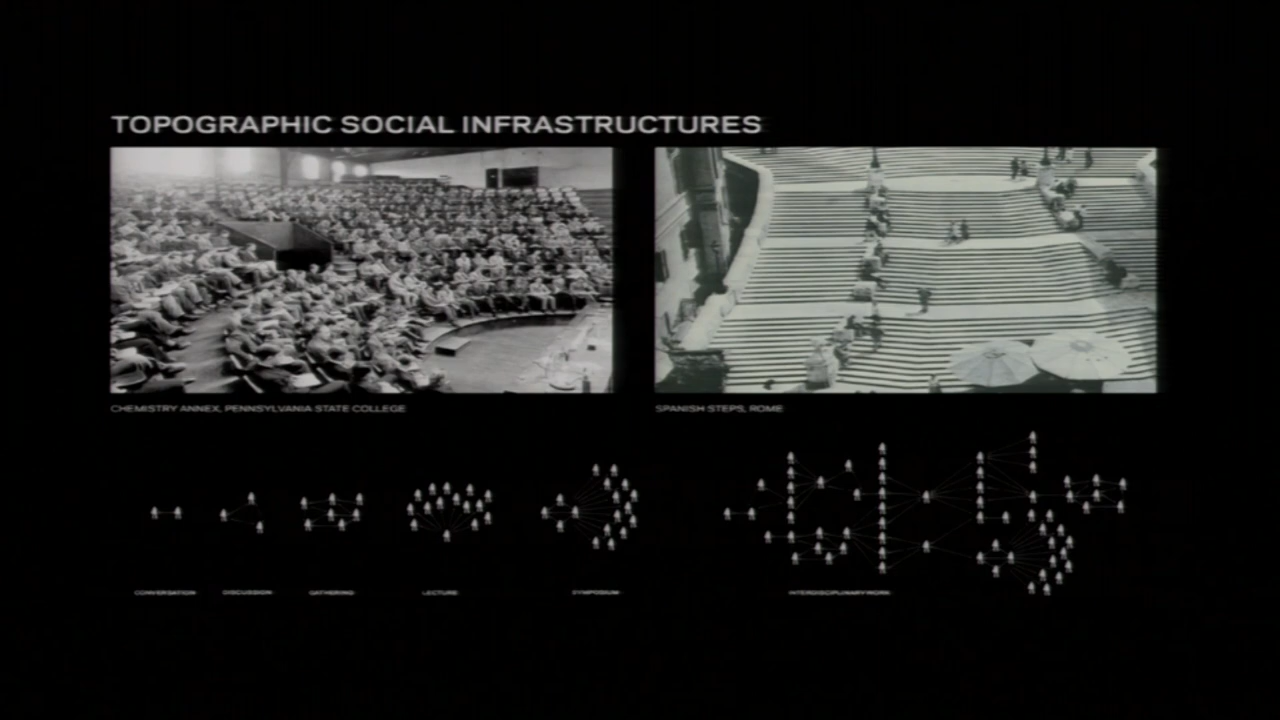 TOPOGRAPHIC SOCIAL INFRASTRUCTURES
CHEMISTRY ANNEX, PENNSYLVANIA STATE COLLEGE
SPANISH STEPS, ROME
CONVERSATION
DISCUSSION
GATHERING
LECTURE
SYMPOSIUM
INTERDISCIPLINARY WORK